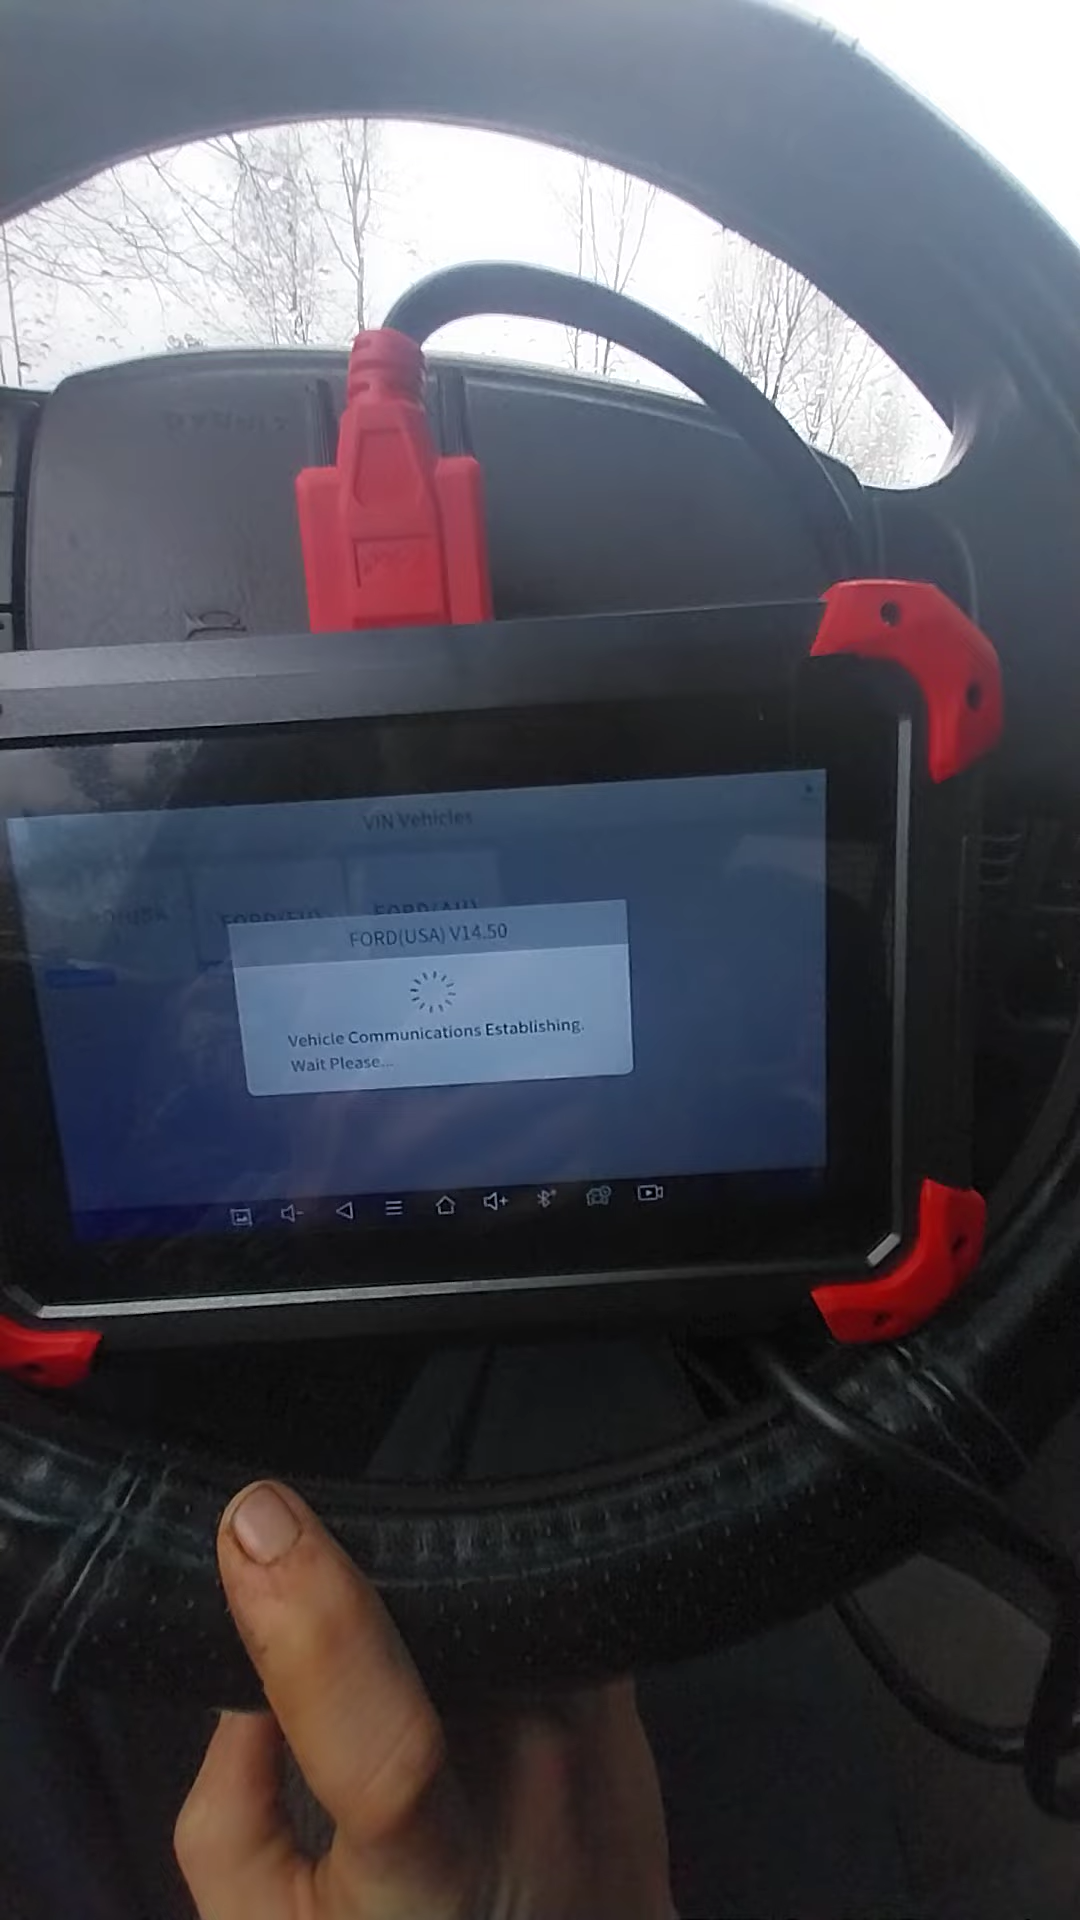 VIN Vehicles
FORD(EU)
FORD(AU)
FORD(USA) V14.50
Vehicle Communications Establishing.
Wait Please...